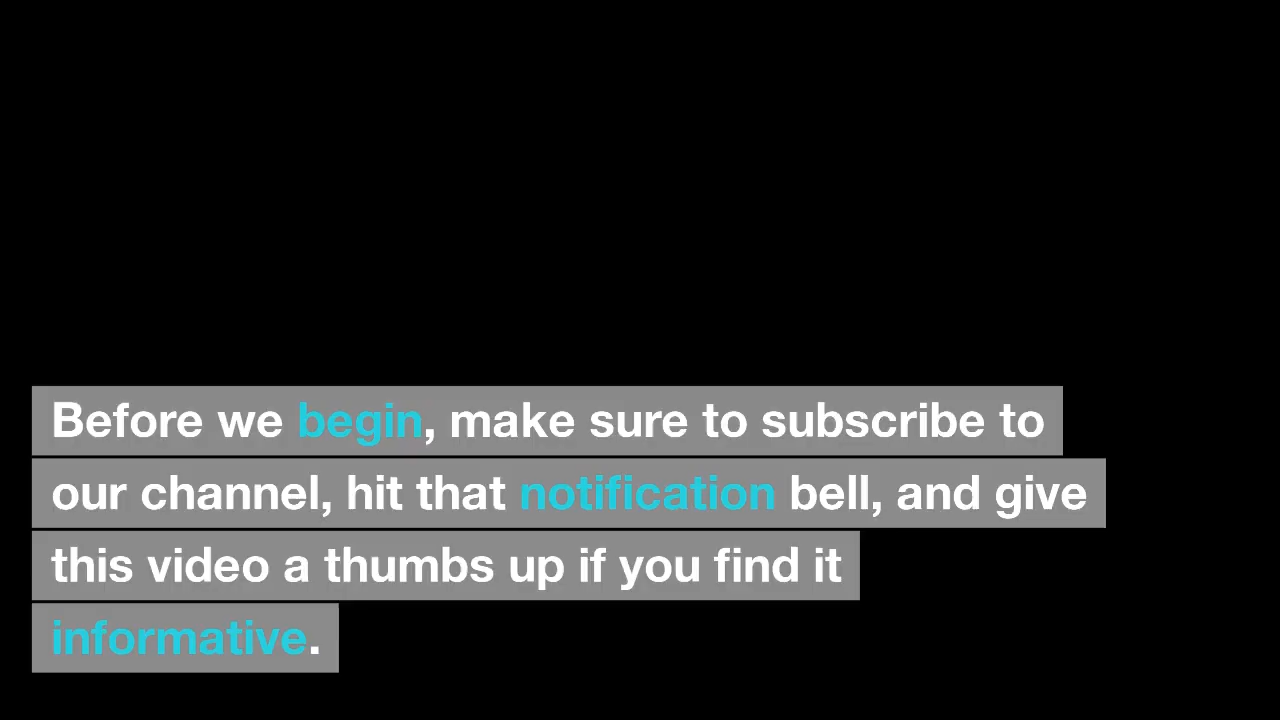 Before we begin, make sure to subscribe to
our channel, hit that notification bell, and give
this video a thumbs up if you find it
informative.